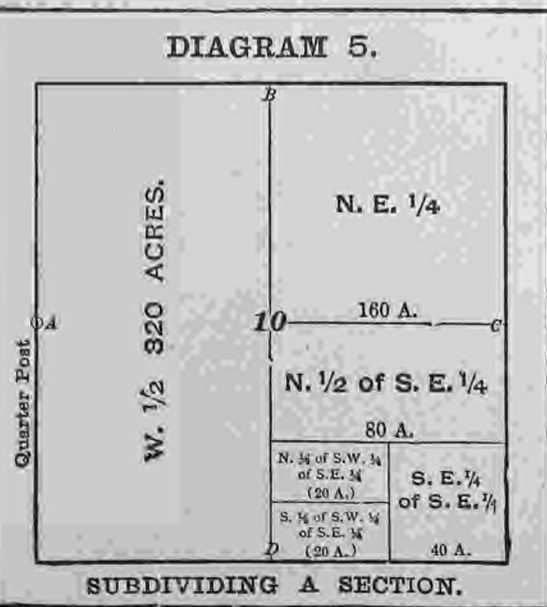 DIAGRAM 5.
B
N. E. 1/4
160 A.
A
10
C
Quarter Post
W. 1/2 320 ACRES.
N. 1/2 of S. E. 1/4
80 A.
N. ½ of S.W. ¼
of S.E. ¼
(20 A.)
S. ½ of S.W. ¼
of S.E. ¼
(20 A.)
S. E. 1/4
of S. E. 1/4
40 A.
D
SUBDIVIDING A SECTION.